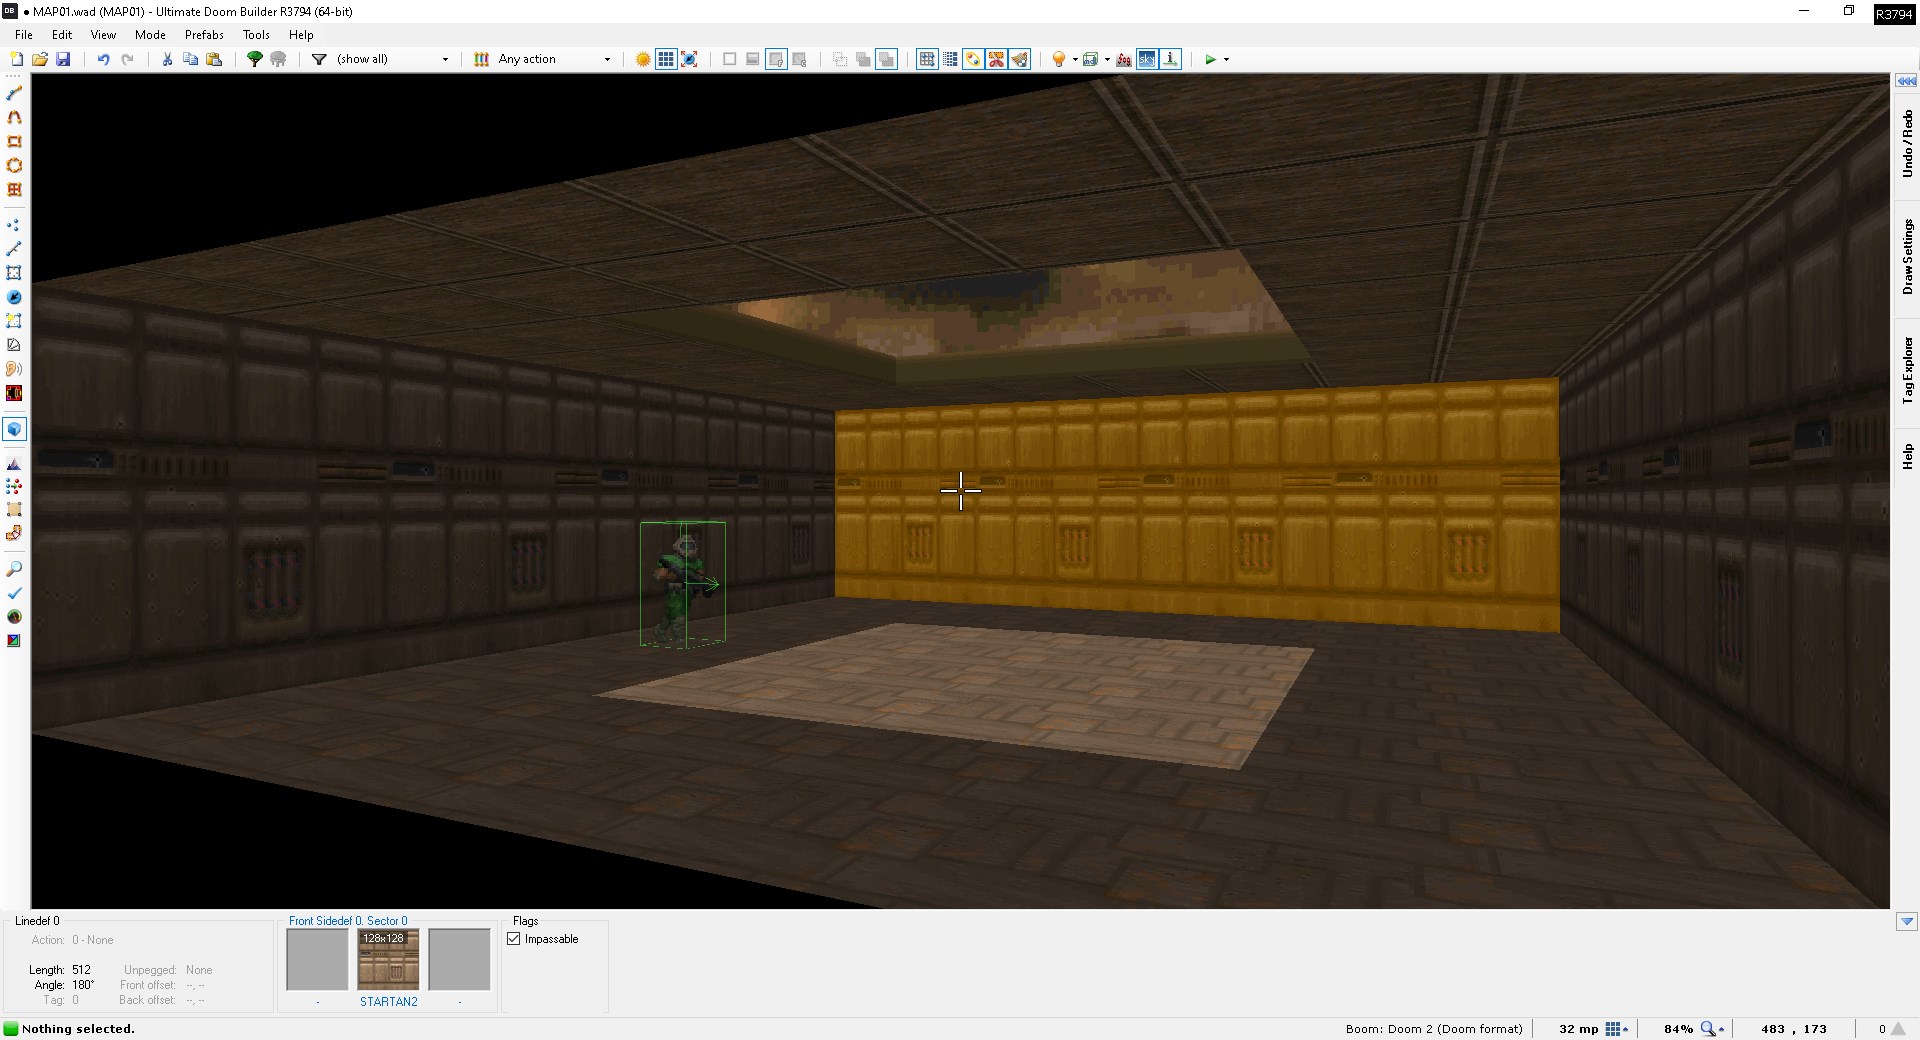 DB ● MAP01.wad (MAP01) - Ultimate Doom Builder R3794 (64-bit)
R3794
File Edit View Mode Prefabs Tools Help
(show all) Any action fog sky
Undo / Redo
Draw Settings
Tag Explorer
Help
Linedef 0
Action: 0 - None
Length: 512 Unpegged: None
Angle: 180° Front offset: --, --
Tag: 0 Back offset: --, --
Front Sidedef 0. Sector 0
128x128
- STARTAN2 -
Flags
Impassable
Nothing selected.
Boom: Doom 2 (Doom format) 32 mp 84% 483 , 173 0